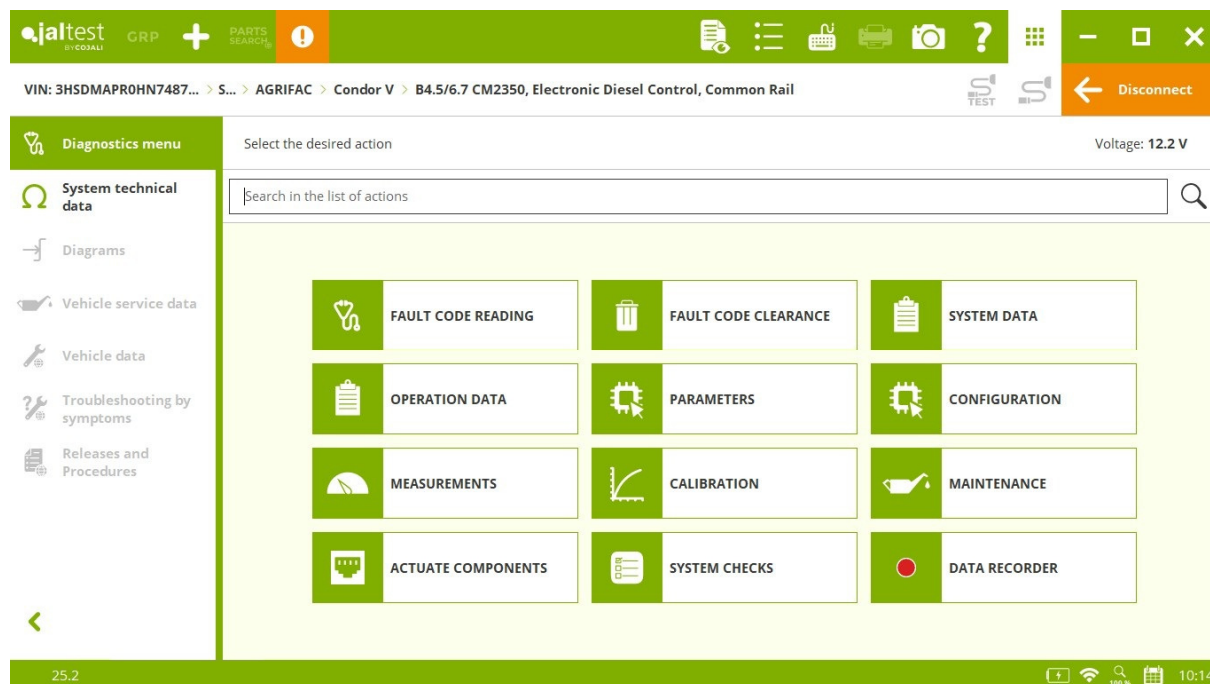 jaltest
BY COJALI
GRP
PARTS
SEARCH
VIN: 3HSDMAPR0HN7487... > S... > AGRIFAC > Condor V > B4.5/6.7 CM2350, Electronic Diesel Control, Common Rail
TEST
Disconnect
Diagnostics menu
Select the desired action
Voltage: 12.2 V
System technical
data
Search in the list of actions
Diagrams
Vehicle service data
Vehicle data
Troubleshooting by
symptoms
Releases and
Procedures
FAULT CODE READING
FAULT CODE CLEARANCE
SYSTEM DATA
OPERATION DATA
PARAMETERS
CONFIGURATION
MEASUREMENTS
CALIBRATION
MAINTENANCE
ACTUATE COMPONENTS
SYSTEM CHECKS
DATA RECORDER
25.2
100 %
10:14